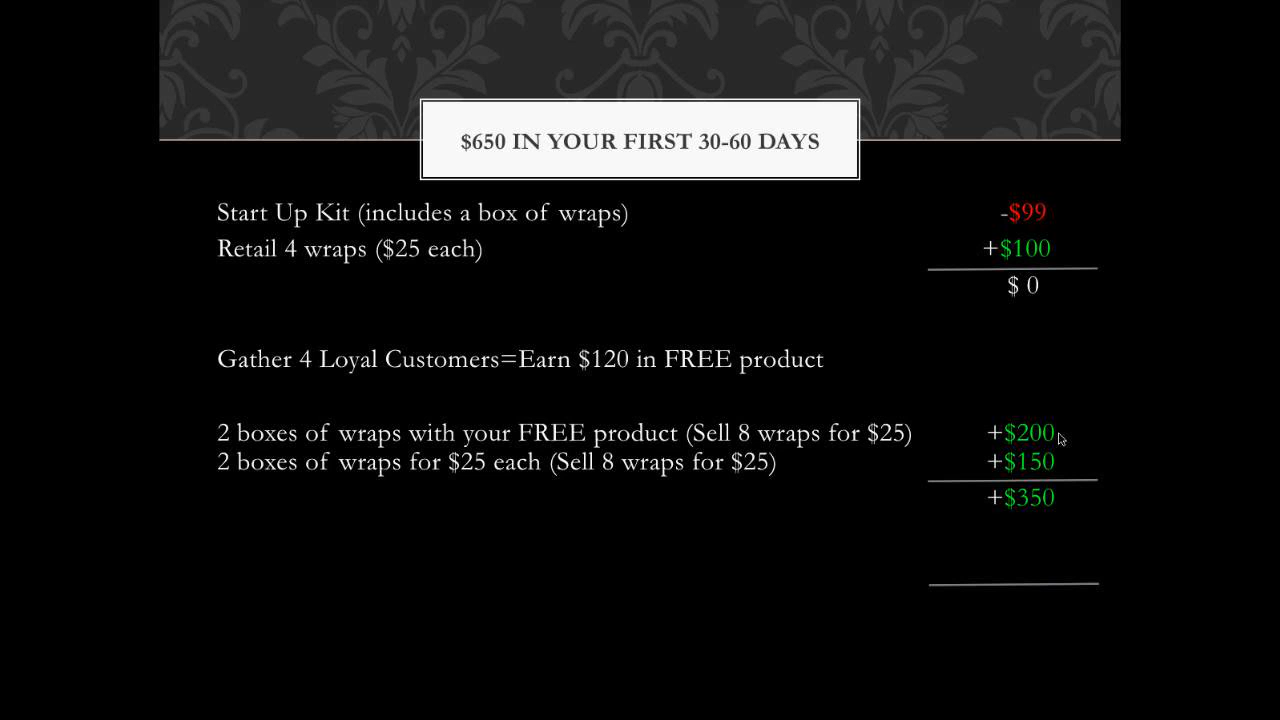 $650 IN YOUR FIRST 30-60 DAYS
Start Up Kit (includes a box of wraps) -$99
Retail 4 wraps ($25 each) +$100
$ 0
Gather 4 Loyal Customers=Earn $120 in FREE product
2 boxes of wraps with your FREE product (Sell 8 wraps for $25) +$200
2 boxes of wraps for $25 each (Sell 8 wraps for $25) +$150
+$350